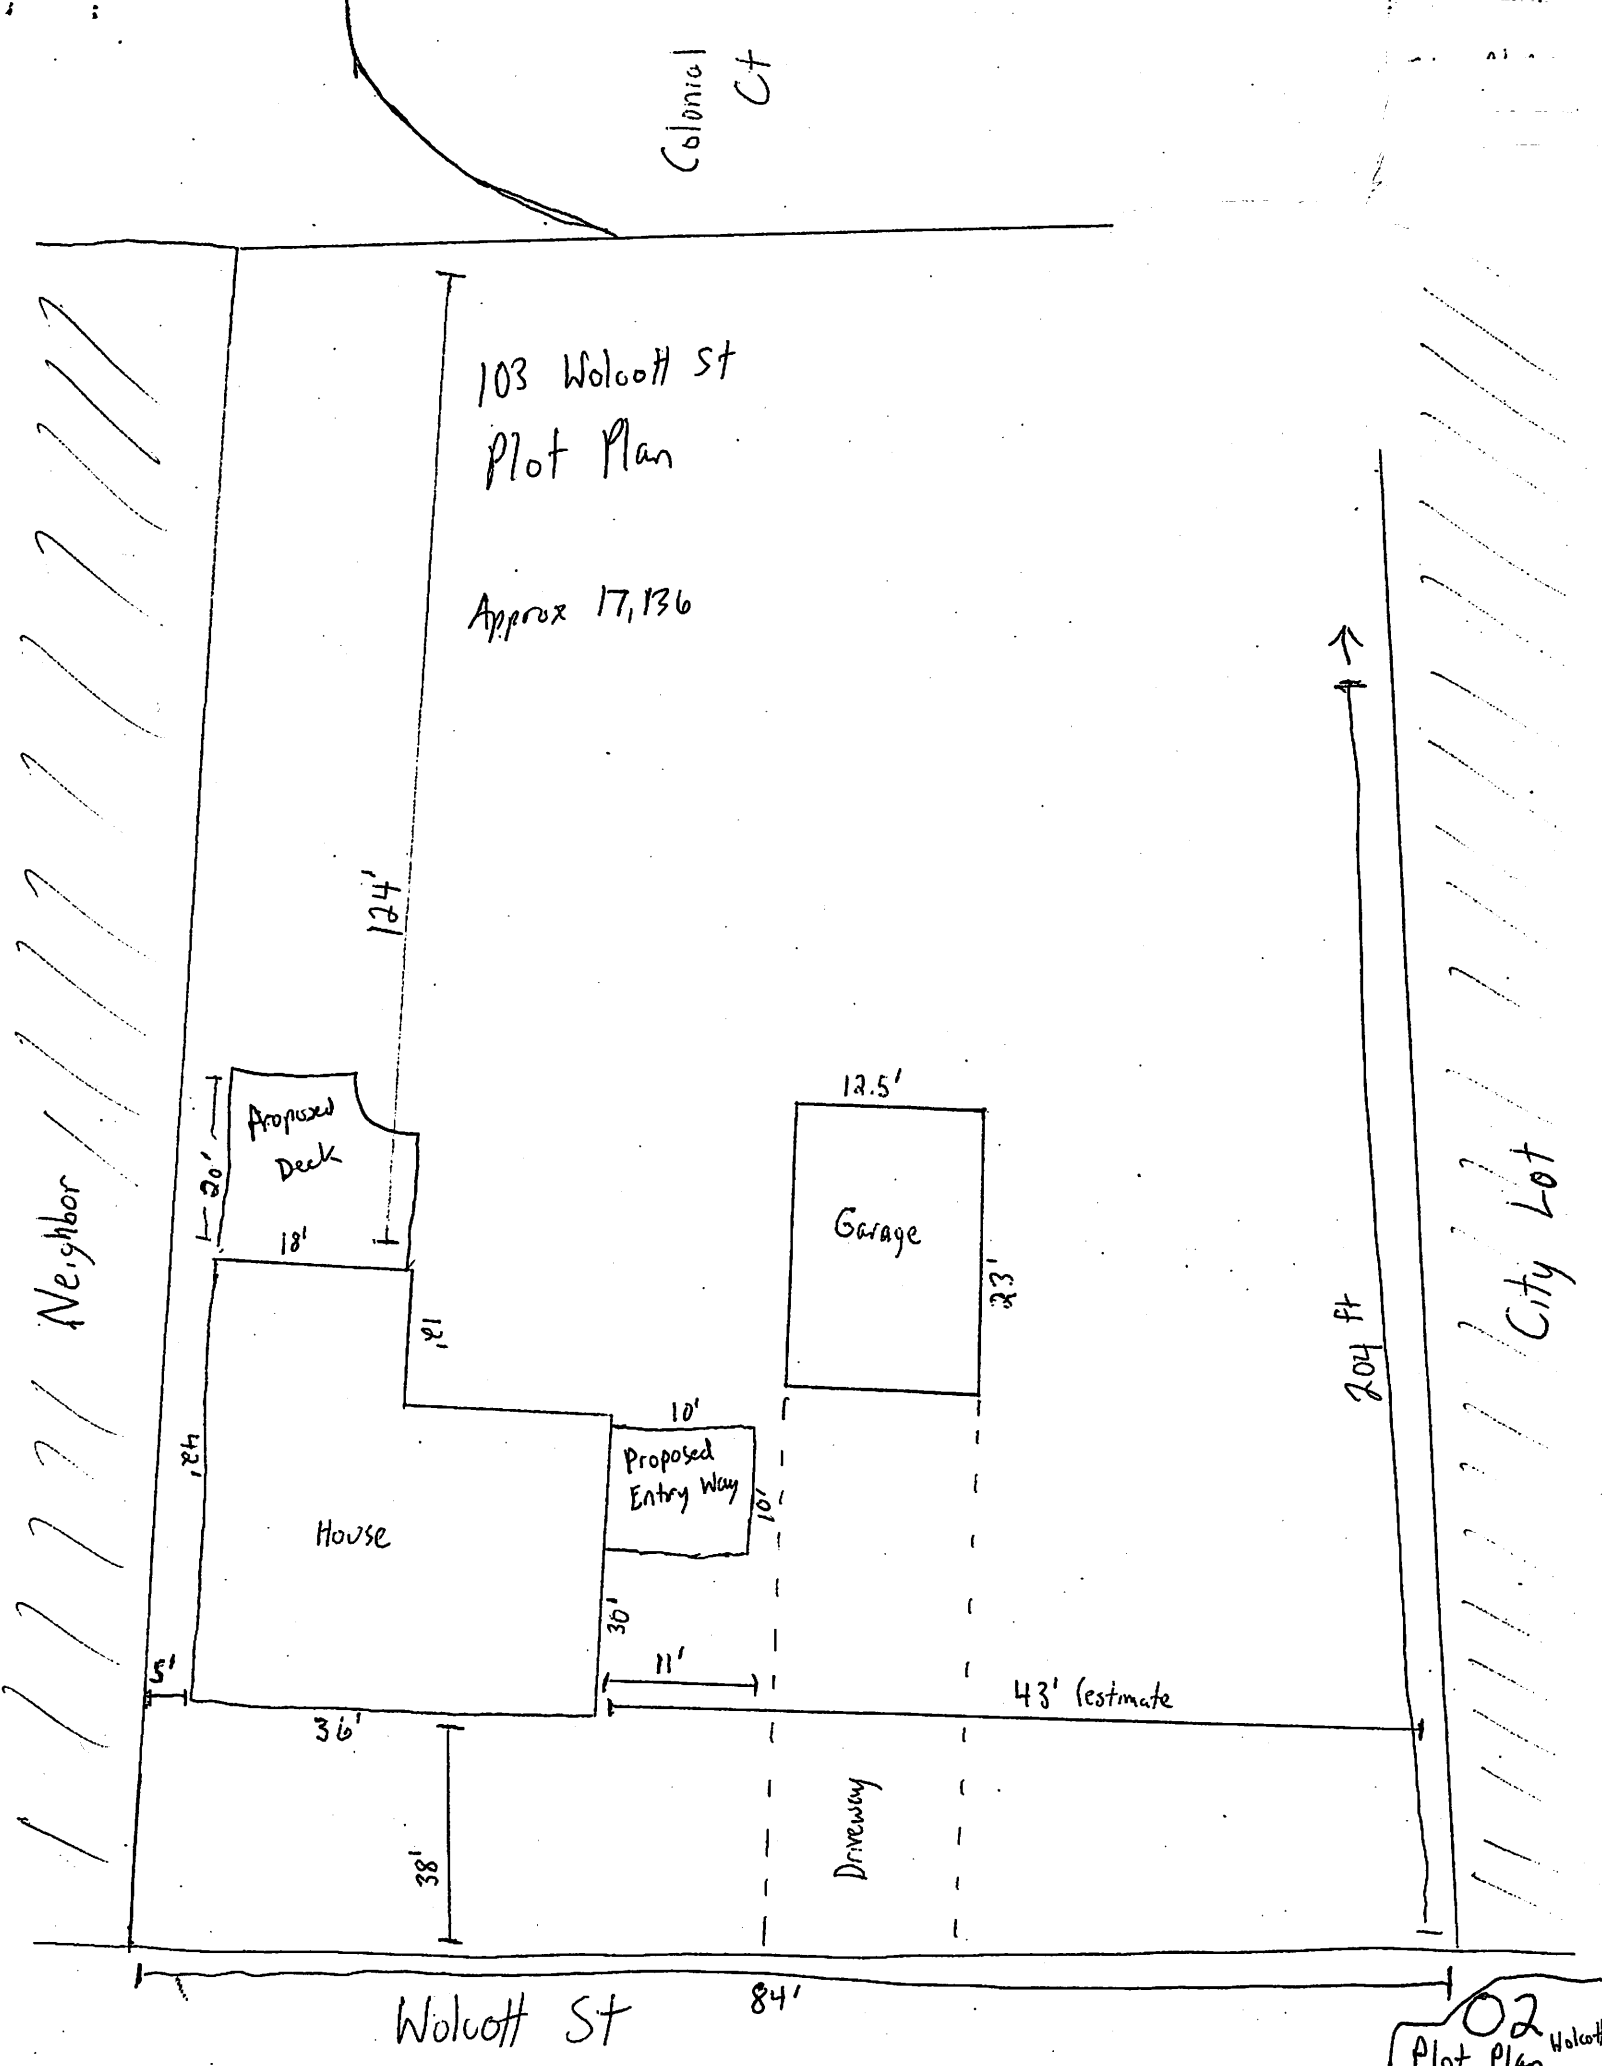 Colonial
Ct
103 Wolcott St
Plot Plan
Approx 17,136
124'
Proposed
Deck
20'
18'
12.5'
Garage
23'
204 ft
Neighbor
City Lot
12'
42'
10'
Proposed
Entry Way
10'
House
30'
5'
11'
43' (estimate
36'
38'
Driveway
84'
Wolcott St
02
Plot Plan